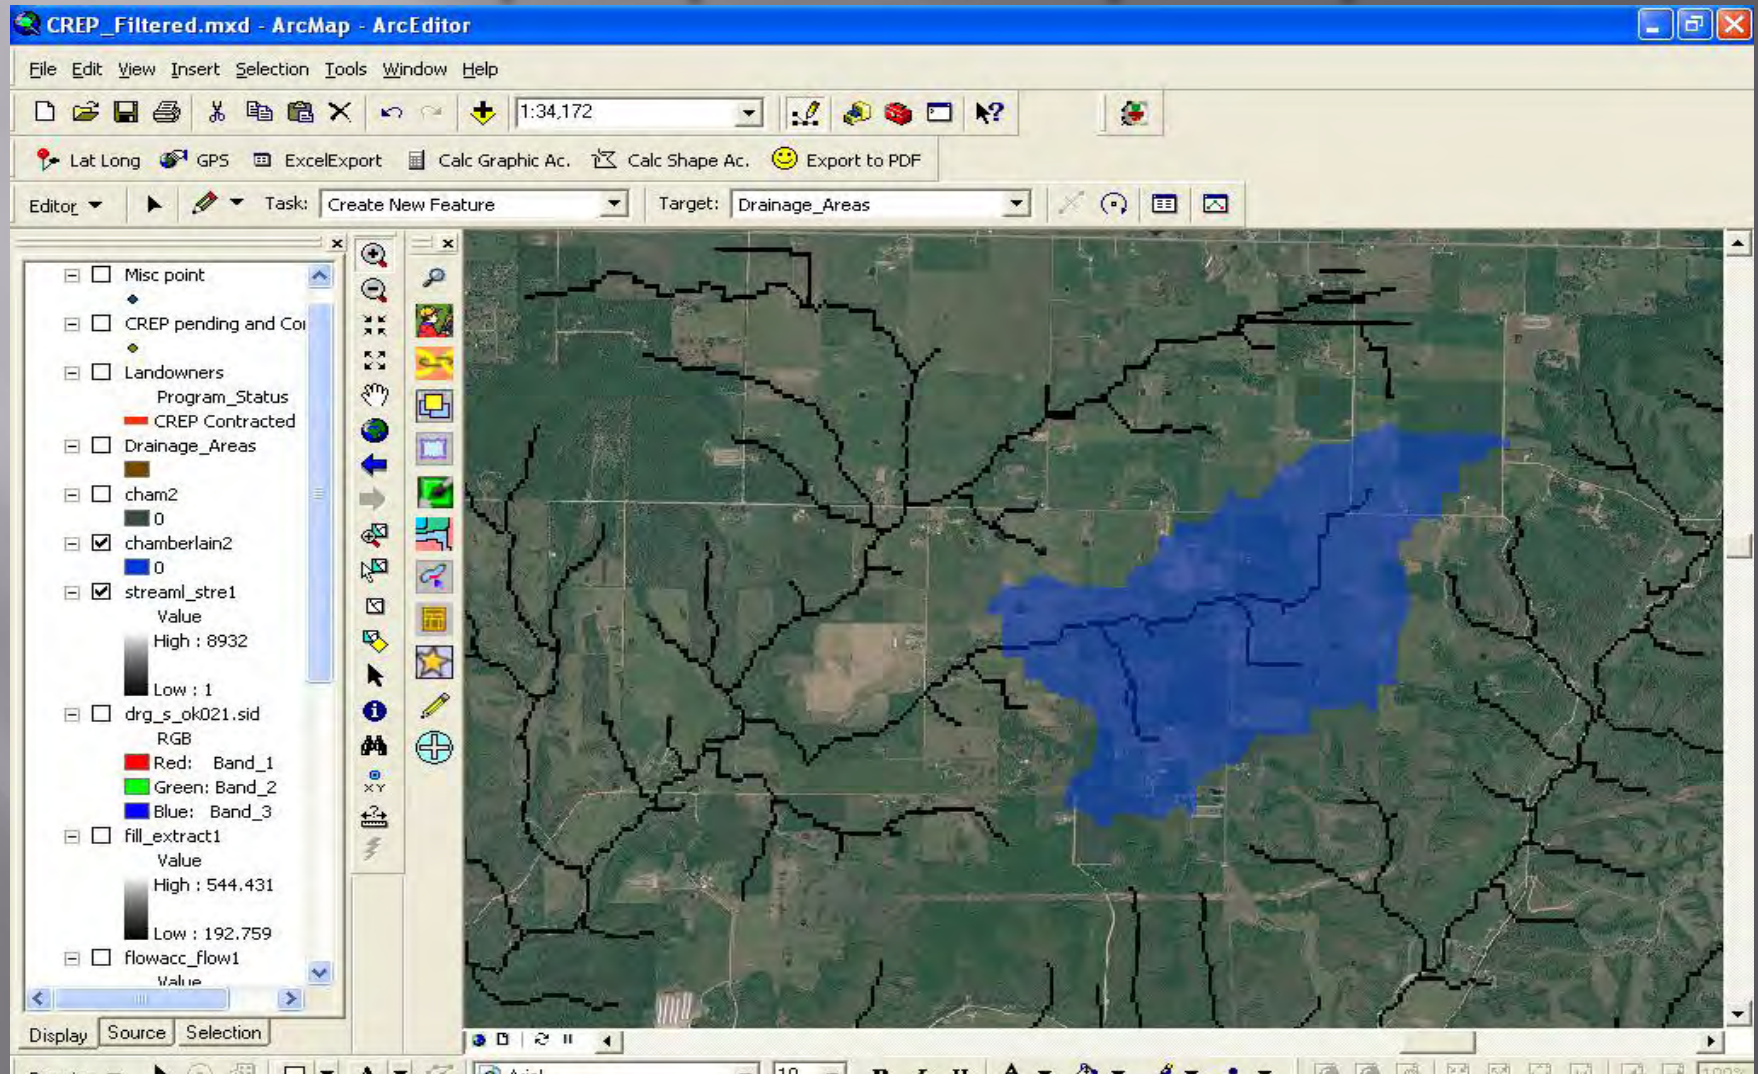 CREP_Filtered.mxd - ArcMap - ArcEditor
File Edit View Insert Selection Tools Window Help
1:34,172
Lat Long GPS ExcelExport Calc Graphic Ac. Calc Shape Ac. Export to PDF
Editor Task: Create New Feature Target: Drainage_Areas
Misc point
CREP pending and Co
Landowners
Program_Status
CREP Contracted
Drainage_Areas
cham2
0
chamberlain2
0
streaml_stre1
Value
High : 8932
Low : 1
drg_s_ok021.sid
RGB
Red: Band_1
Green: Band_2
Blue: Band_3
fill_extract1
Value
High : 544.431
Low : 192.759
flowacc_flow1
Value
XY
Display Source Selection